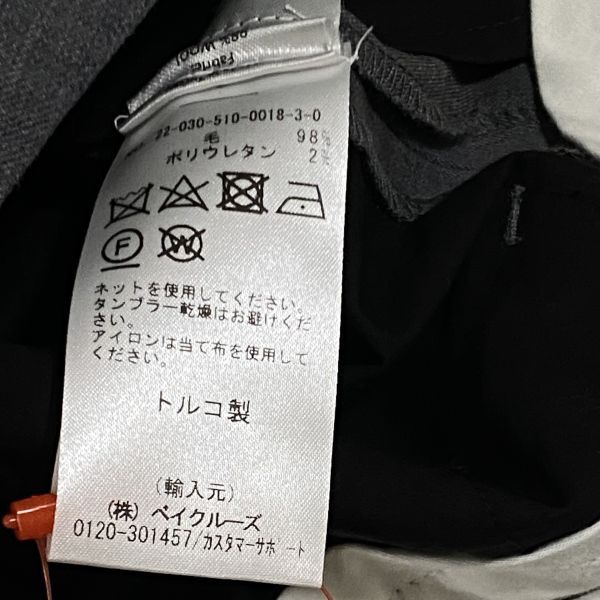 22-030-510-0018-3-0
毛 98%
ポリウレタン 2%
F
W
ネットを使用してください。
タンブラー乾燥はお避けくだ
さい。
アイロンは当て布を使用して
ください。
トルコ製
(輸入元)
(株) ベイクルーズ
0120-301457/カスタマーサポート